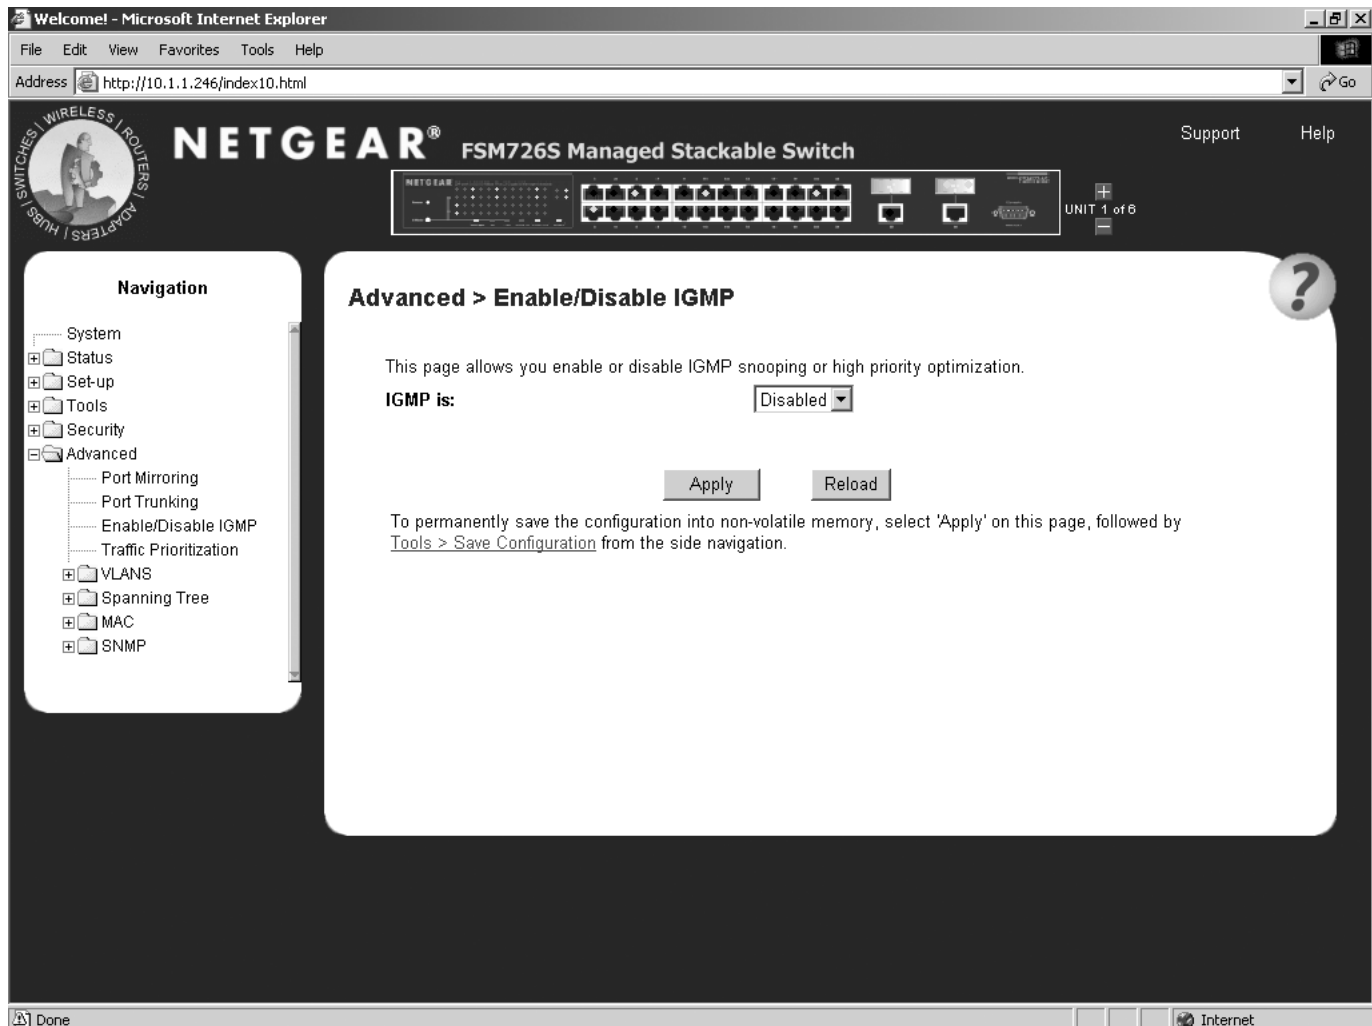 Welcome! - Microsoft Internet Explorer
File Edit View Favorites Tools Help
Address http://10.1.1.246/index10.html Go
SWITCHES | WIRELESS | ROUTERS | ADAPTERS | HUBS |
NETGEAR® FSM726S Managed Stackable Switch
Support Help
NETGEAR
UNIT 1 of 6
Navigation
System
Status
Set-up
Tools
Security
Advanced
Port Mirroring
Port Trunking
Enable/Disable IGMP
Traffic Prioritization
VLANS
Spanning Tree
MAC
SNMP
Advanced > Enable/Disable IGMP
?
This page allows you enable or disable IGMP snooping or high priority optimization.
IGMP is: Disabled
Apply Reload
To permanently save the configuration into non-volatile memory, select 'Apply' on this page, followed by
Tools > Save Configuration from the side navigation.
Done Internet